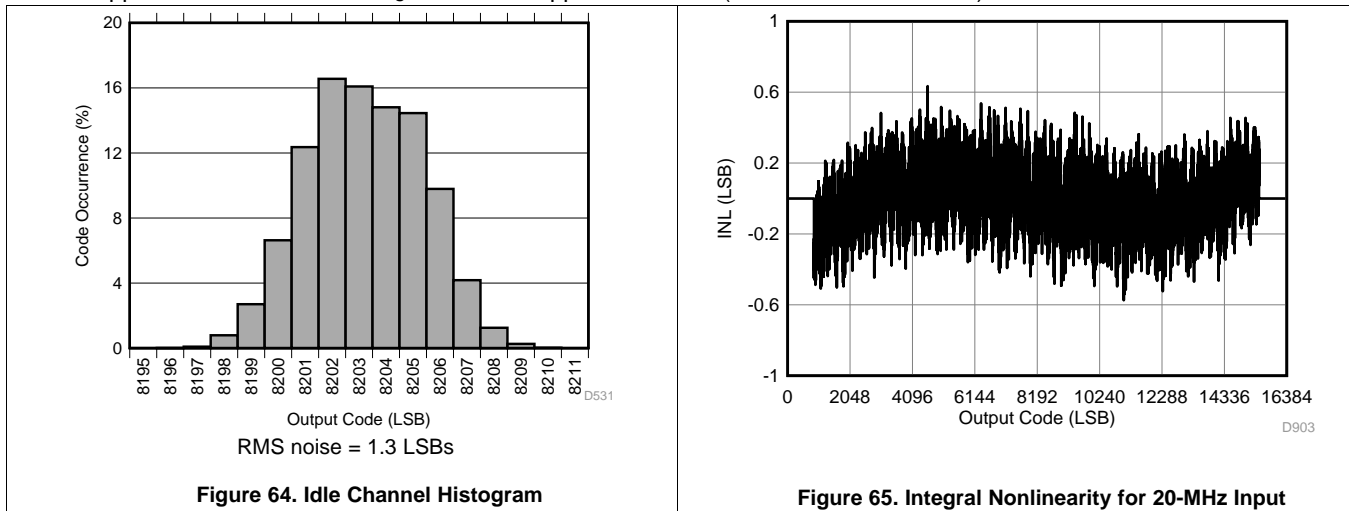 20
16
12
8
4
0
Code Occurrence (%)
8195
8196
8197
8198
8199
8200
8201
8202
8203
8204
8205
8206
8207
8208
8209
8210
8211
D531
Output Code (LSB)
RMS noise = 1.3 LSBs
Figure 64. Idle Channel Histogram
1
0.6
0.2
-0.2
-0.6
-1
INL (LSB)
0 2048 4096 6144 8192 10240 12288 14336 16384
Output Code (LSB)
D903
Figure 65. Integral Nonlinearity for 20-MHz Input